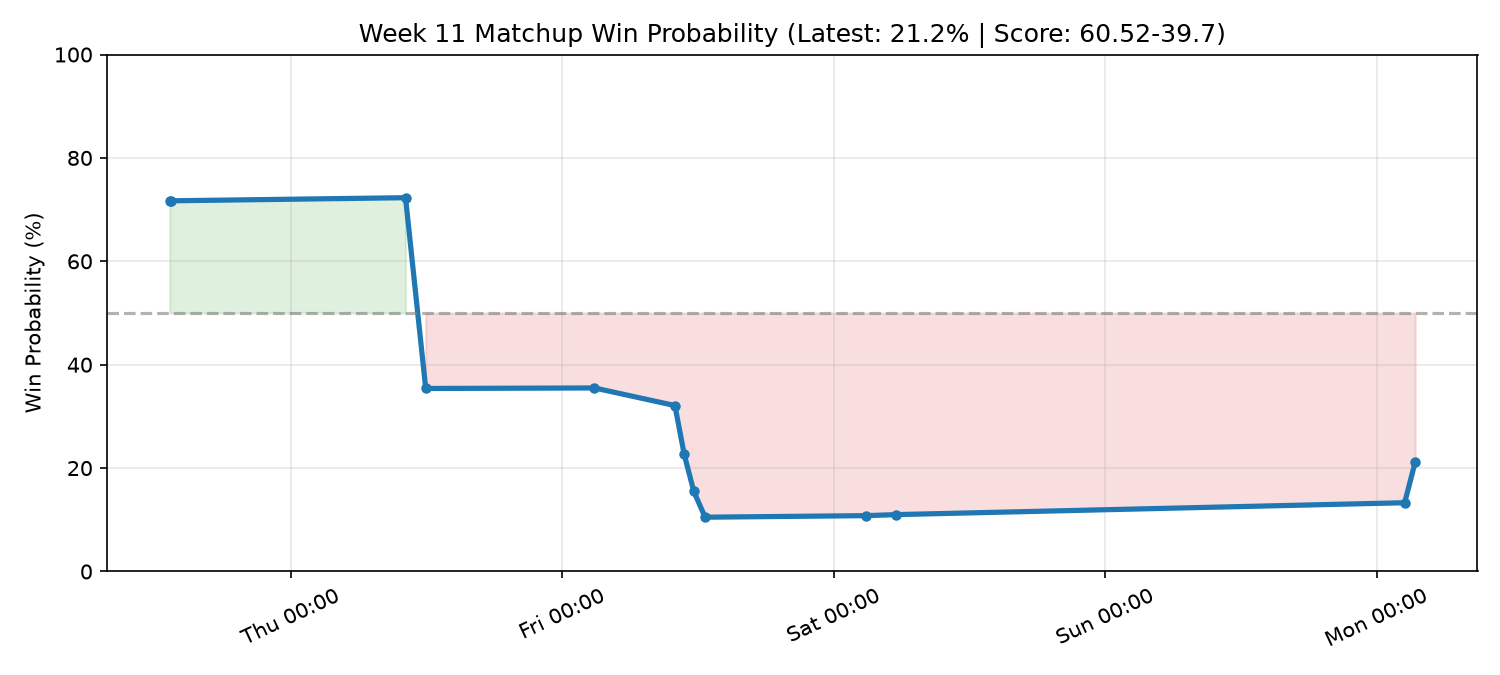 Week 11 Matchup Win Probability (Latest: 21.2% | Score: 60.52-39.7)
Win Probability (%)
100
80
60
40
20
0
Thu 00:00
Fri 00:00
Sat 00:00
Sun 00:00
Mon 00:00